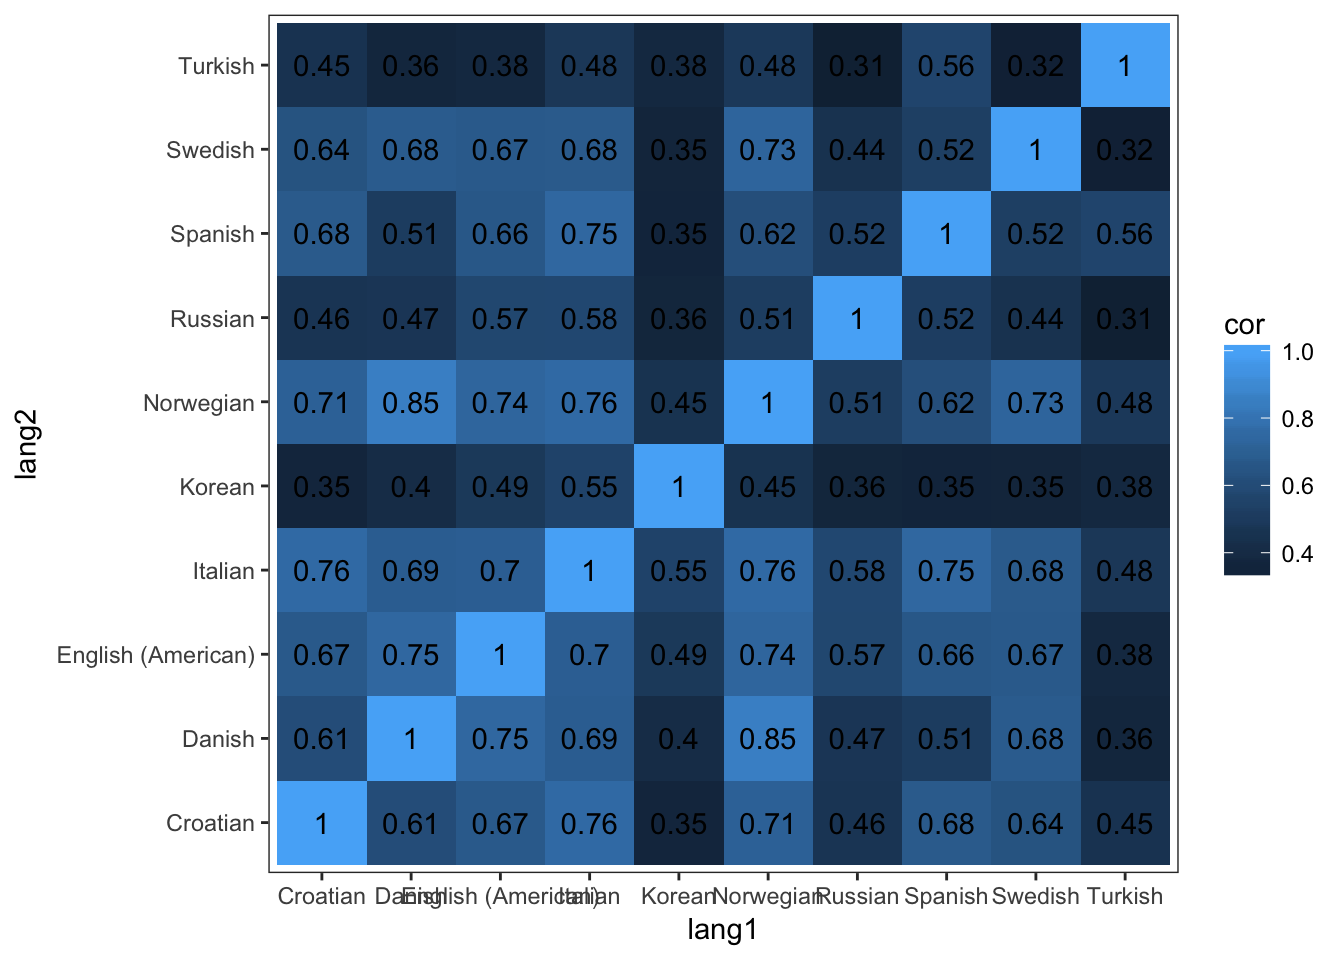 Turkish 0.45 0.36 0.38 0.48 0.38 0.48 0.31 0.56 0.32 1
Swedish 0.64 0.68 0.67 0.68 0.35 0.73 0.44 0.52 1 0.32
Spanish 0.68 0.51 0.66 0.75 0.35 0.62 0.52 1 0.52 0.56
Russian 0.46 0.47 0.57 0.58 0.36 0.51 1 0.52 0.44 0.31
Norwegian 0.71 0.85 0.74 0.76 0.45 1 0.51 0.62 0.73 0.48
Korean 0.35 0.4 0.49 0.55 1 0.45 0.36 0.35 0.35 0.38
Italian 0.76 0.69 0.7 1 0.55 0.76 0.58 0.75 0.68 0.48
English (American) 0.67 0.75 1 0.7 0.49 0.74 0.57 0.66 0.67 0.38
Danish 0.61 1 0.75 0.69 0.4 0.85 0.47 0.51 0.68 0.36
Croatian 1 0.61 0.67 0.76 0.35 0.71 0.46 0.68 0.64 0.45
Croatian Danish English (American) Italian Korean Norwegian Russian Spanish Swedish Turkish
lang1
lang2
cor
1.0
0.8
0.6
0.4